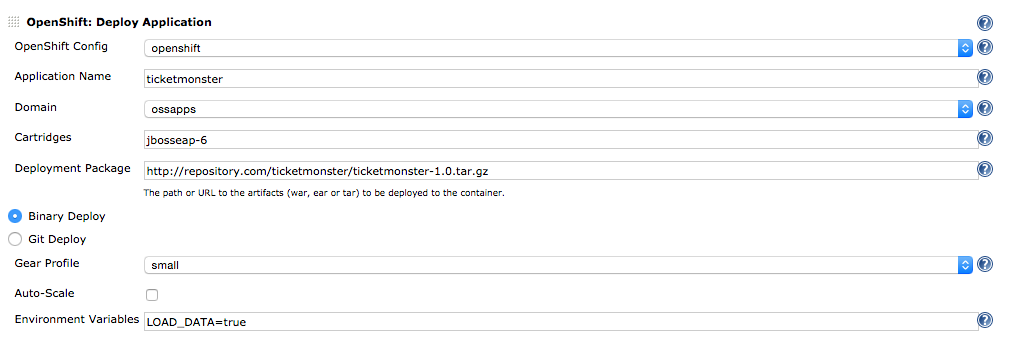 OpenShift: Deploy Application
OpenShift Config openshift
Application Name ticketmonster
Domain ossapps
Cartridges jbosseap-6
Deployment Package http://repository.com/ticketmonster/ticketmonster-1.0.tar.gz
The path or URL to the artifacts (war, ear or tar) to be deployed to the container.
Binary Deploy
Git Deploy
Gear Profile small
Auto-Scale
Environment Variables LOAD_DATA=true